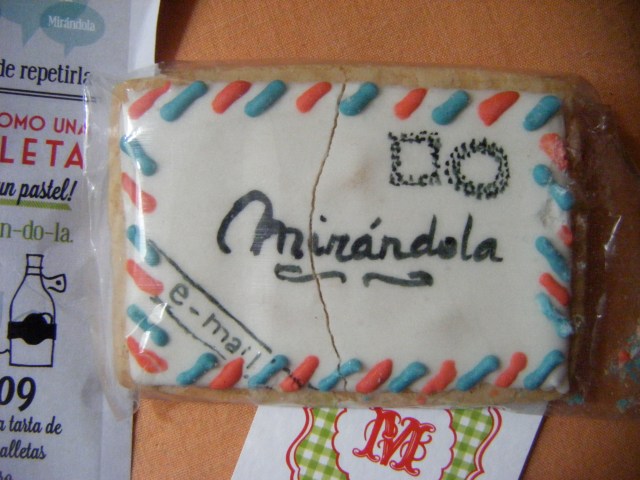 Mirándola
de repetirla
OMO UNA
LETA
un pastel!
n-do-la.
09
a tarta de
alletas
Mirándola
e-mail
M